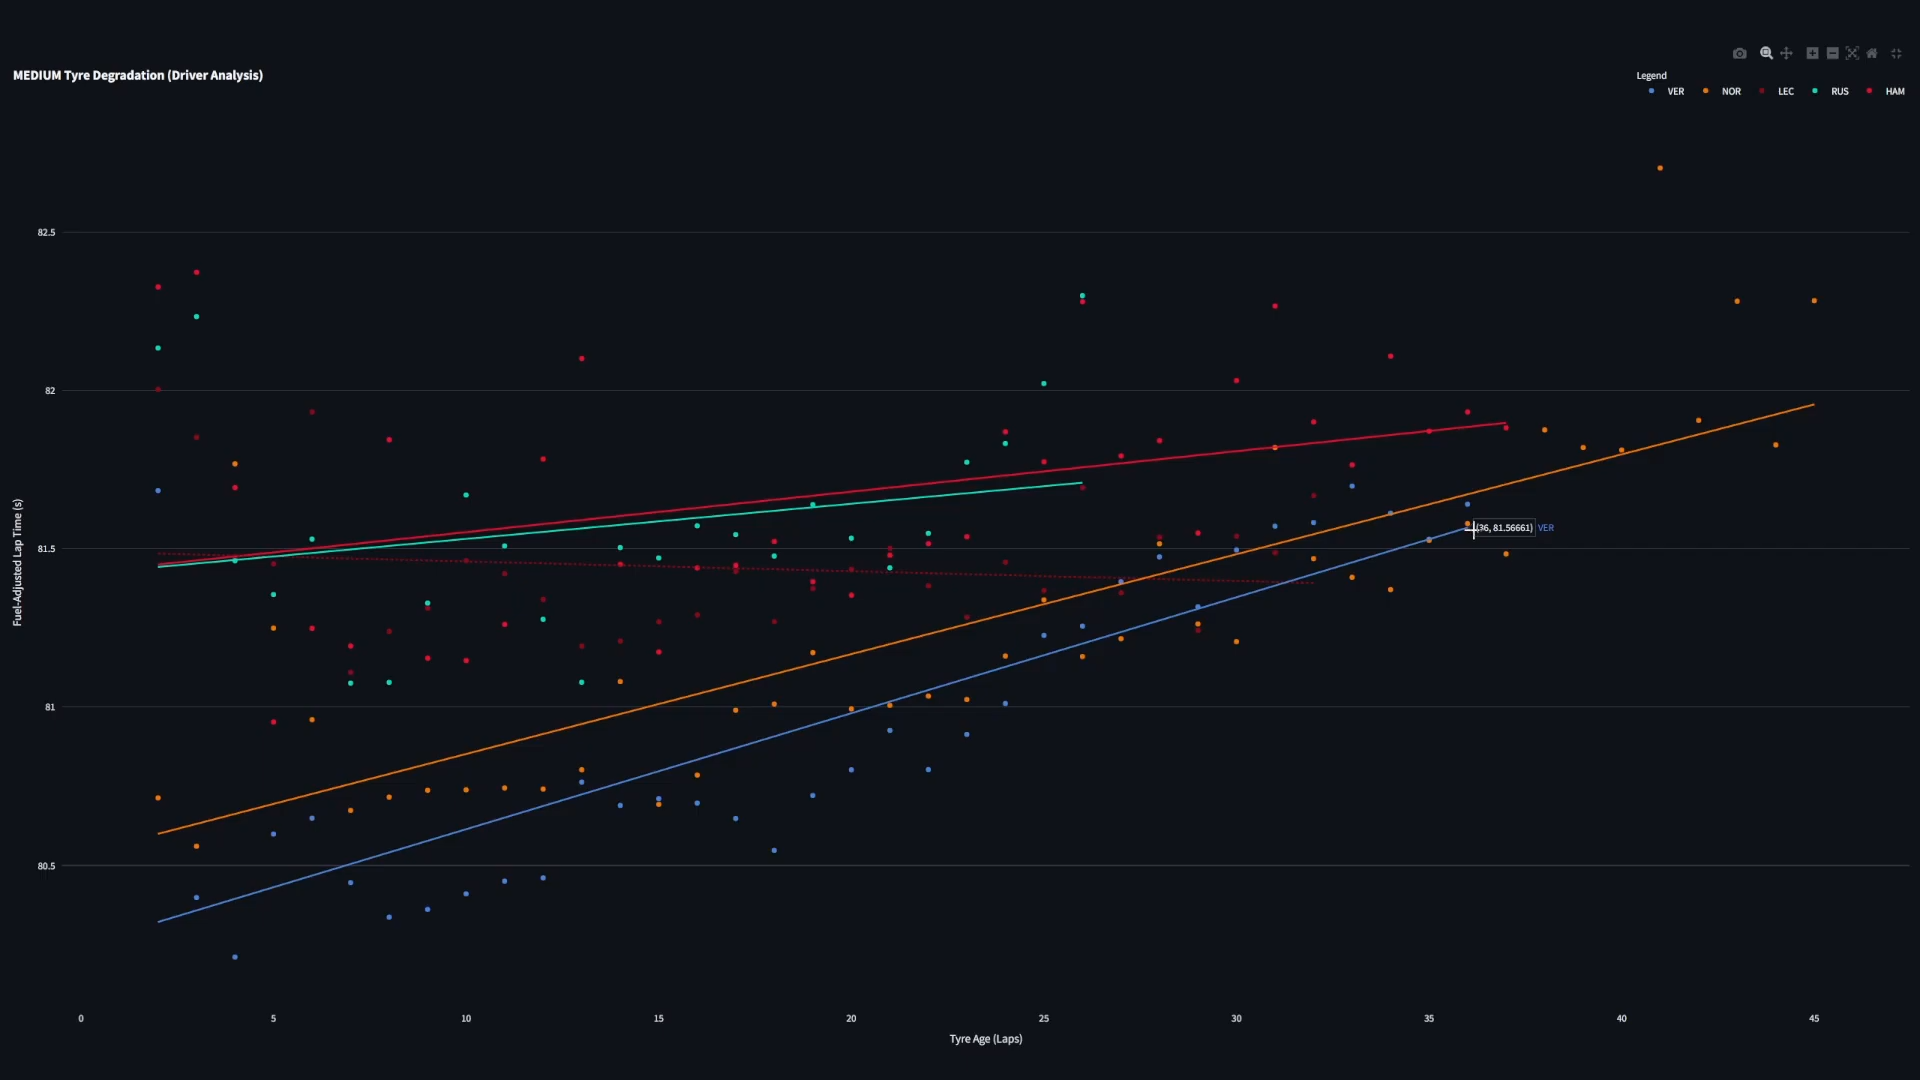 MEDIUM Tyre Degradation (Driver Analysis)
Legend
VER NOR LEC RUS HAM
82.5
82
81.5
81
80.5
Fuel-Adjusted Lap Time (s)
(36, 81.56661) VER
0 5 10 15 20 25 30 35 40 45
Tyre Age (Laps)